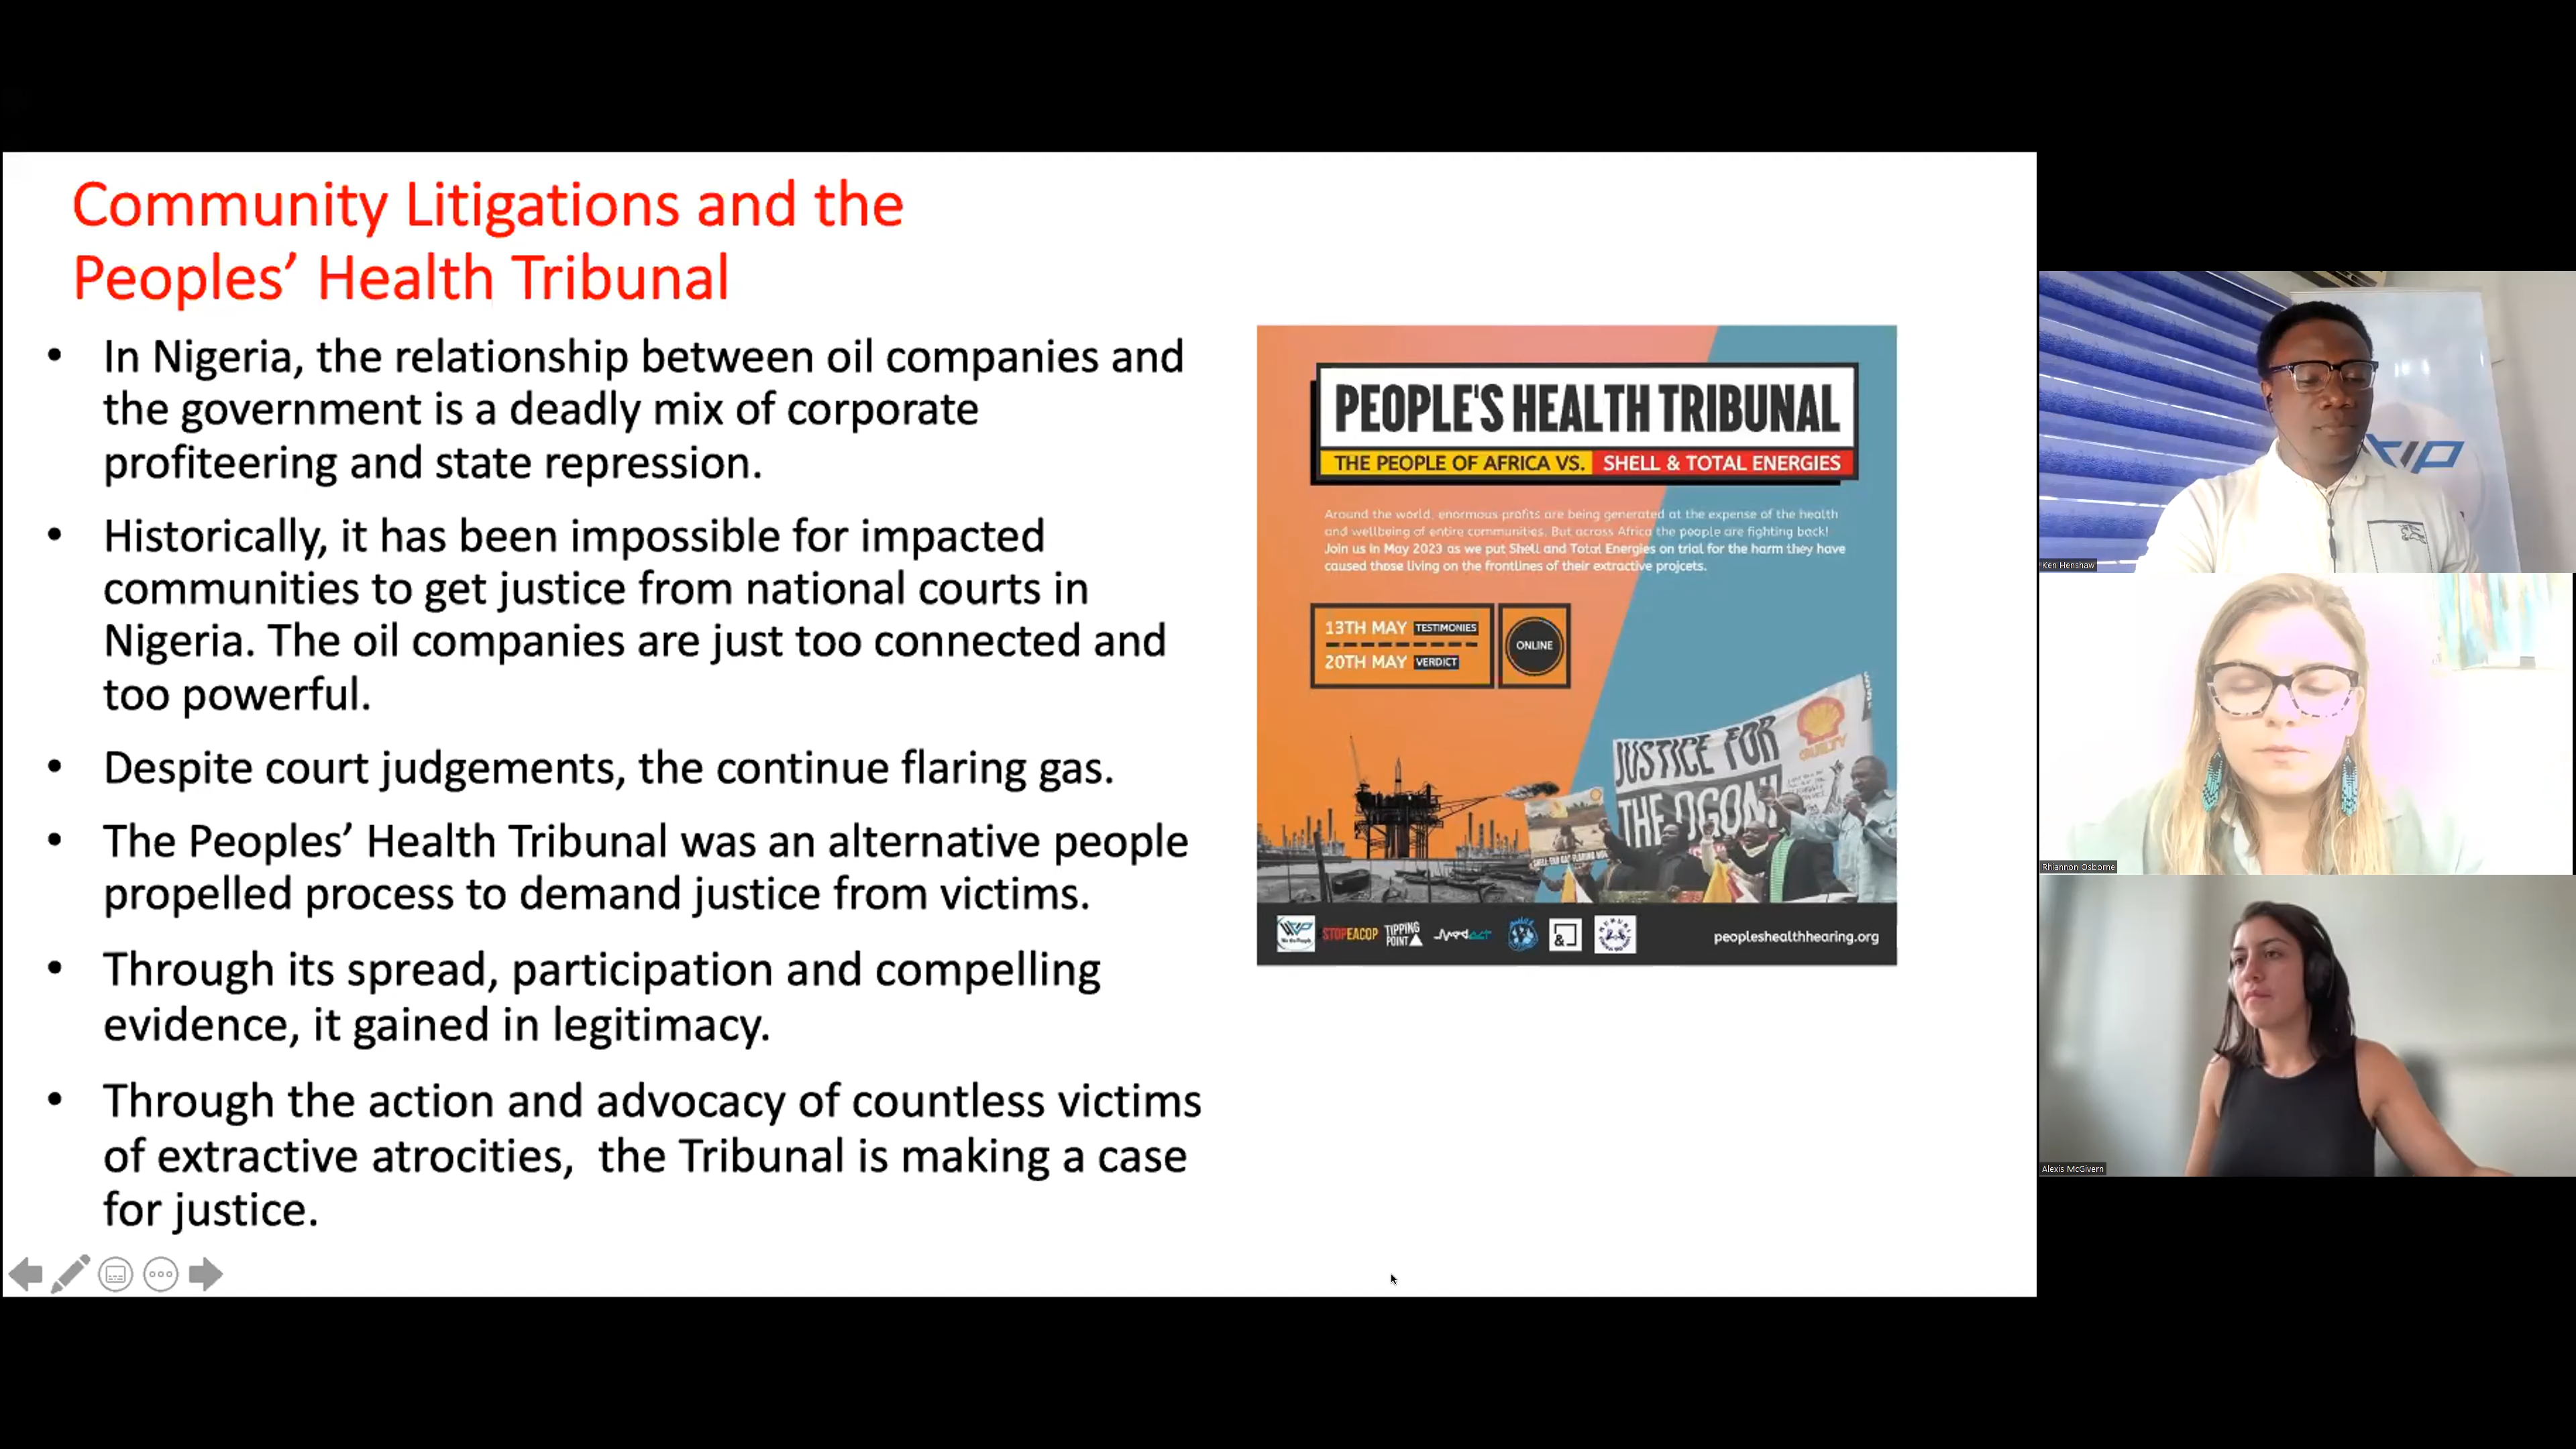 Community Litigations and the
Peoples’ Health Tribunal
• In Nigeria, the relationship between oil companies and
the government is a deadly mix of corporate
profiteering and state repression.
• Historically, it has been impossible for impacted
communities to get justice from national courts in
Nigeria. The oil companies are just too connected and
too powerful.
• Despite court judgements, the continue flaring gas.
• The Peoples’ Health Tribunal was an alternative people
propelled process to demand justice from victims.
• Through its spread, participation and compelling
evidence, it gained in legitimacy.
• Through the action and advocacy of countless victims
of extractive atrocities,  the Tribunal is making a case
for justice.
PEOPLE'S HEALTH TRIBUNAL
THE PEOPLE OF AFRICA VS. SHELL & TOTAL ENERGIES
Around the world, enormous profits are being generated at the expense of the health
and wellbeing of entire communities. But across Africa the people are fighting back!
Join us in May 2023 as we put Shell and Total Energies on trial for the harm they have
caused those living on the frontlines of their extractive projcets.
13TH MAY TESTIMONIES
20TH MAY VERDICT
ONLINE
JUSTICE FOR
THE OGONI
GUILTY
We the People
STOPEACOP
TIPPING
POINT
Medact
&
peopleshealthhearing.org
Ken Henshaw
Rhiannon Osborne
Alexis McGivern